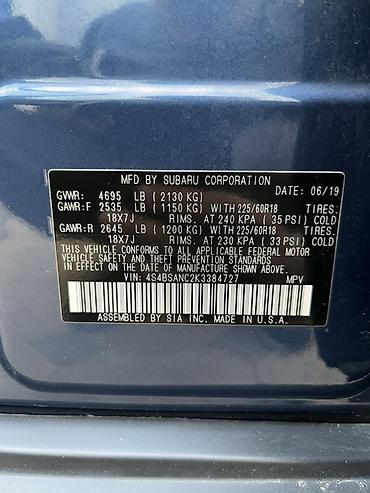 MFD BY SUBARU CORPORATION
GVWR: 4695 LB ( 2130 KG) DATE: 06/19
GAWR:F 2535 LB ( 1150 KG) WITH 225/60R18 TIRES.
18X7J RIMS. AT 240 KPA ( 35 PSI) COLD
GAWR:R 2645 LB ( 1200 KG) WITH 225/60R18 TIRES.
18X7J RIMS. AT 230 KPA ( 33 PSI) COLD
THIS VEHICLE CONFORMS TO ALL APPLICABLE FEDERAL MOTOR
VEHICLE SAFETY AND THEFT PREVENTION STANDARDS
IN EFFECT ON THE DATE OF MANUFACTURE SHOWN ABOVE.
VIN: 4S4BSANC2K3384727 MPV
ASSEMBLED BY SIA INC. MADE IN U.S.A.